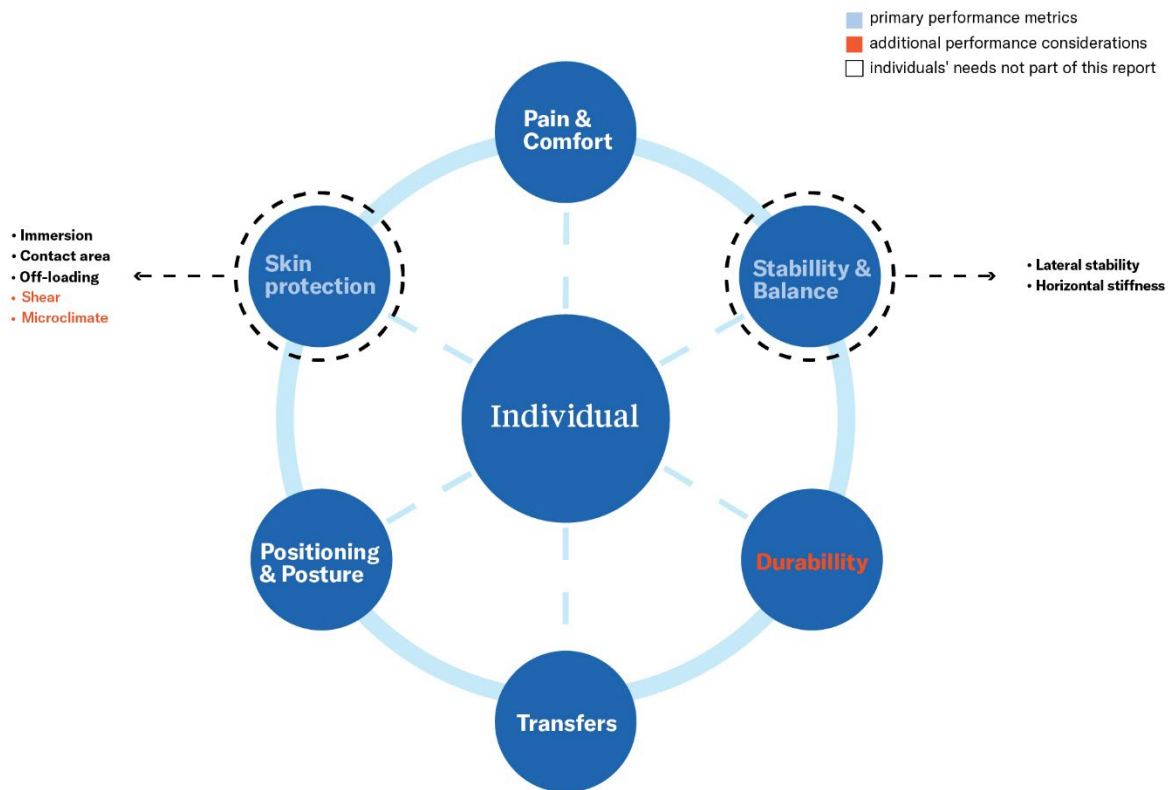 primary performance metrics
additional performance considerations
individuals' needs not part of this report
Pain &
Comfort
• Immersion
• Contact area
• Off-loading
• Shear
• Microclimate
Skin
protection
Stabillity &
Balance
• Lateral stability
• Horizontal stiffness
Individual
Positioning
& Posture
Durabillity
Transfers